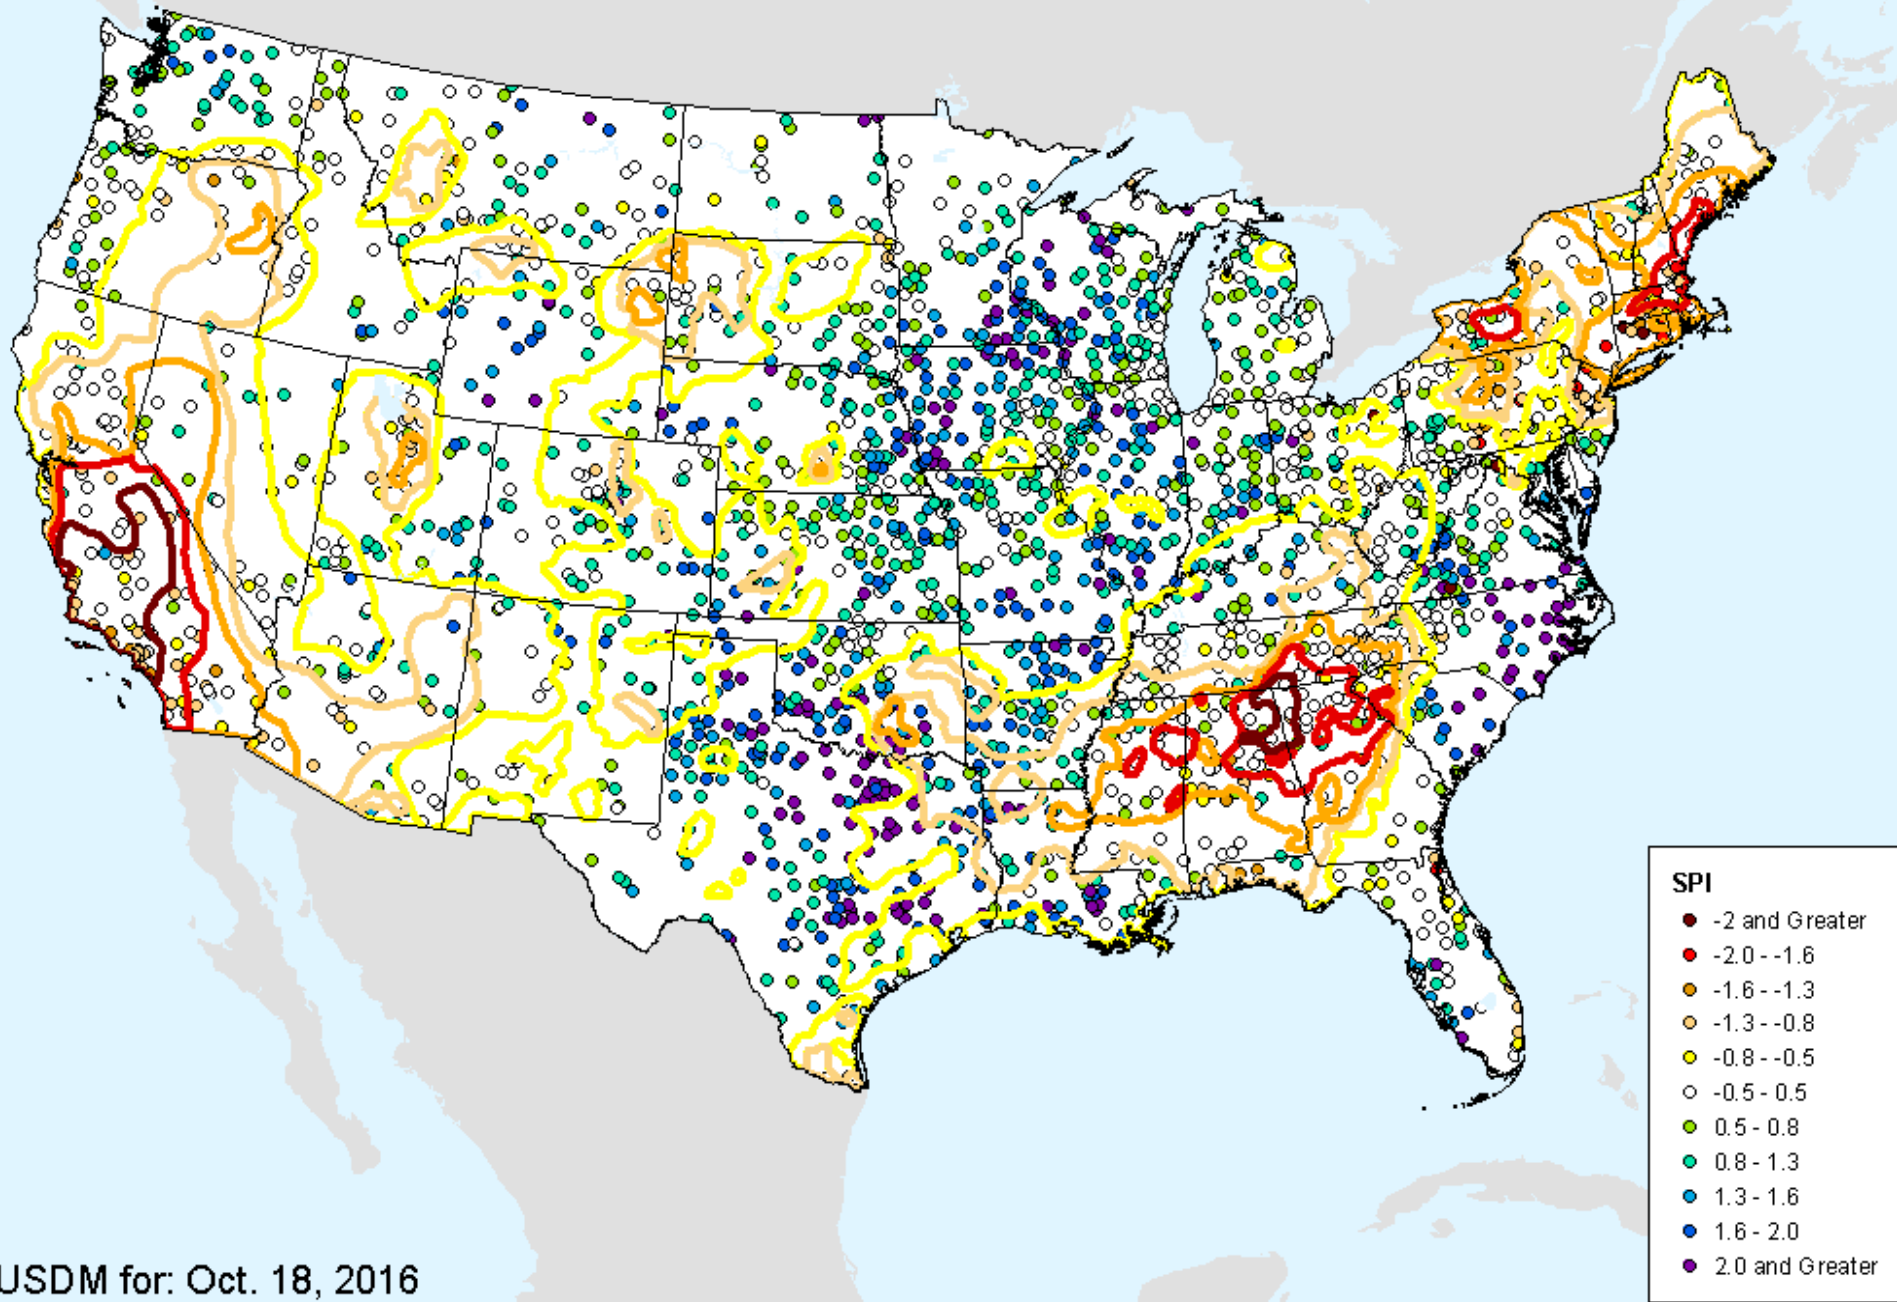 SPI
-2 and Greater
-2.0 - -1.6
-1.6 - -1.3
-1.3 - -0.8
-0.8 - -0.5
-0.5 - 0.5
0.5 - 0.8
0.8 - 1.3
1.3 - 1.6
1.6 - 2.0
2.0 and Greater
USDM for: Oct. 18, 2016